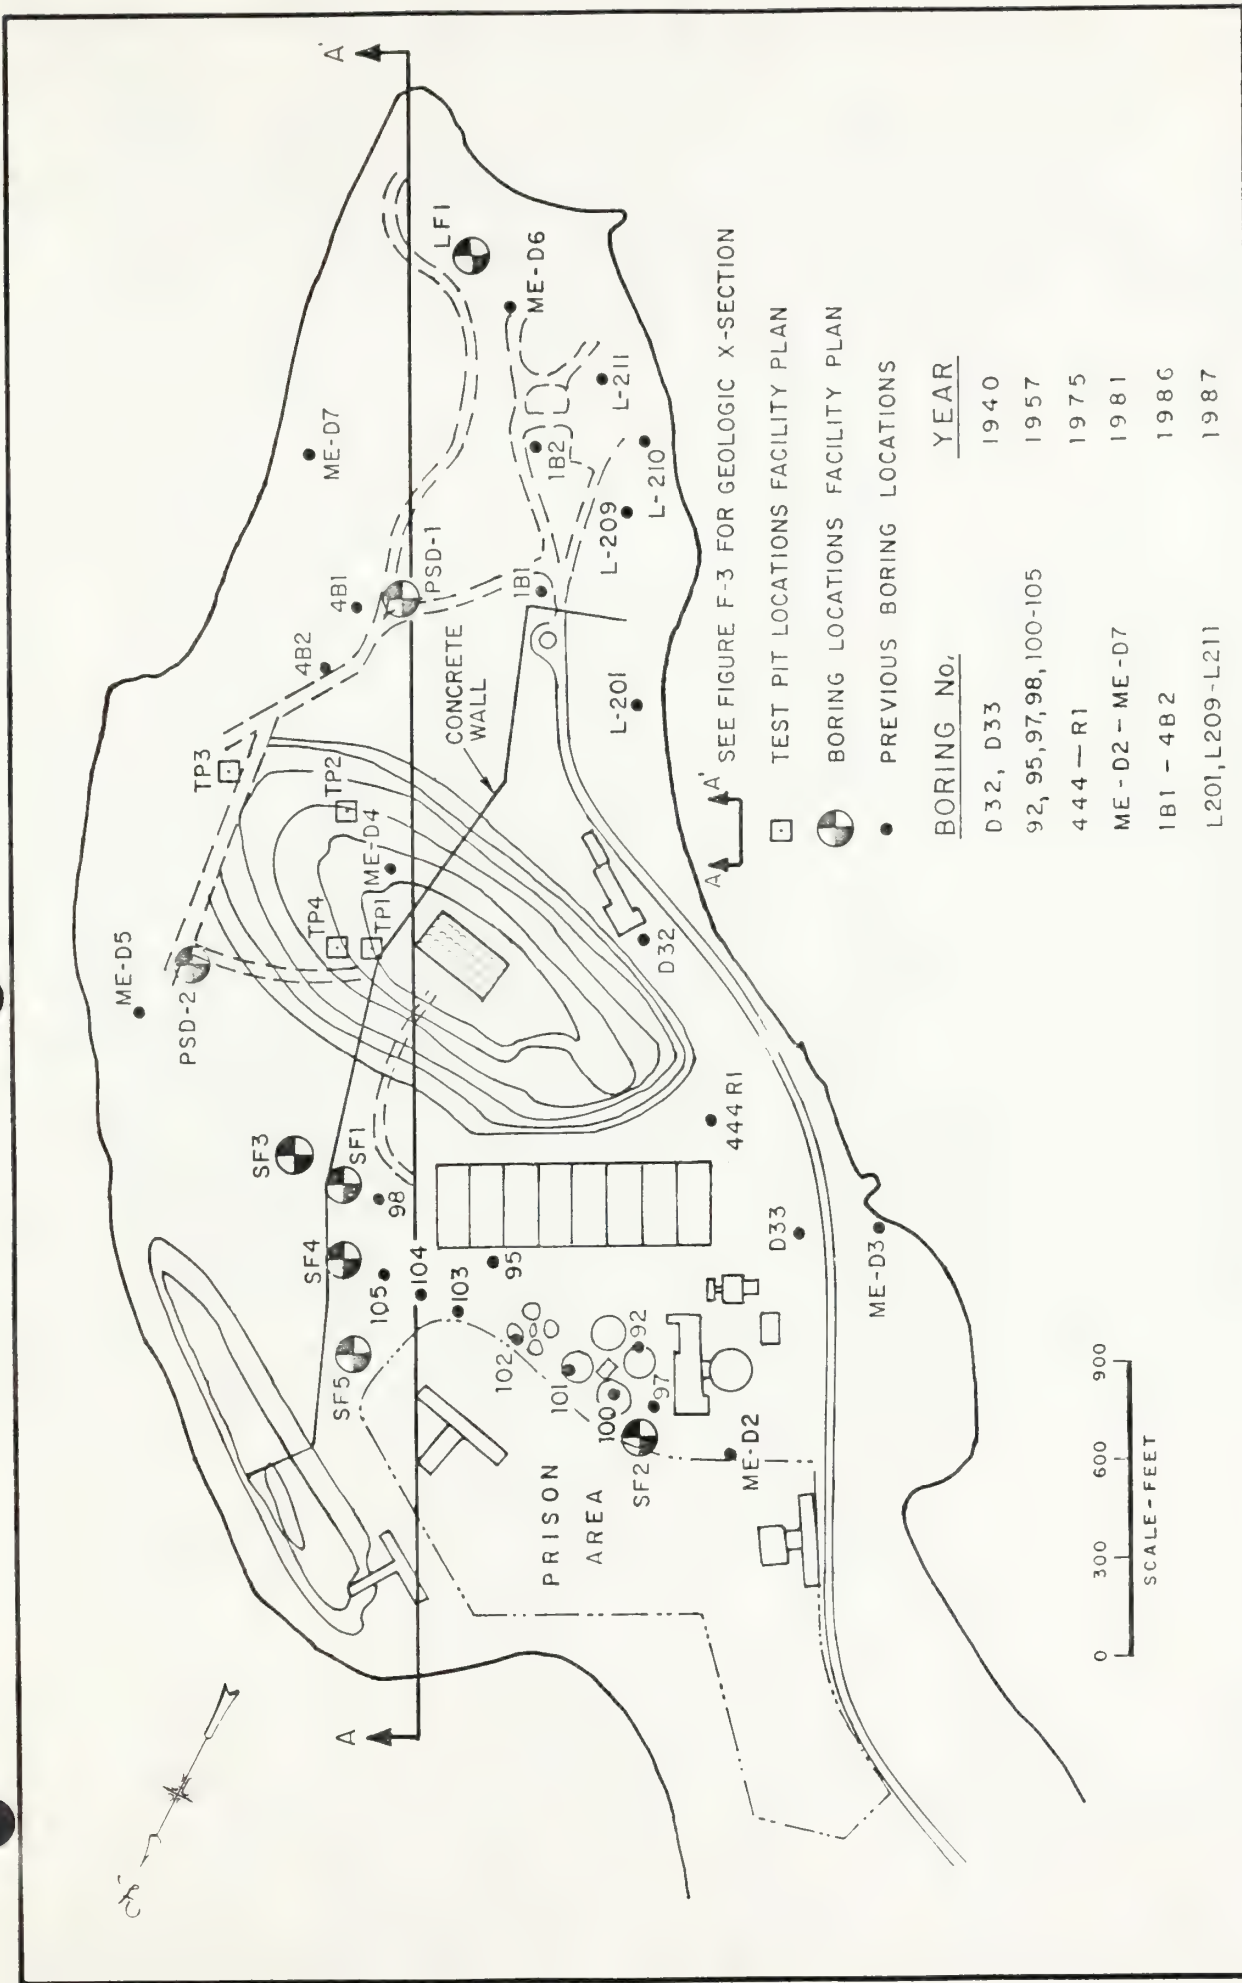 A
A'
LF1
ME-D6
ME-D7
L-211
1B2
L-210
L-209
4B1
PSD-1
1B1
4B2
CONCRETE
WALL
L-201
TP3
TP2
ME-D4
TP4
TP1
D32
ME-D5
PSD-2
444 R1
SF3
SF1
98
SF4
105
104
103
95
D33
ME-D3
SF5
102
101
92
100
97
SF2
ME-D2
PRISON
AREA
A A'
SEE FIGURE F-3 FOR GEOLOGIC X-SECTION
TEST PIT LOCATIONS FACILITY PLAN
BORING LOCATIONS FACILITY PLAN
PREVIOUS BORING LOCATIONS
BORING No. YEAR
D32, D33 1940
92, 95, 97, 98, 100-105 1957
444-R1 1975
ME-D2-ME-D7 1981
1B1-4B2 1986
L201, L209-L211 1987
0 300 600 900
SCALE-FEET